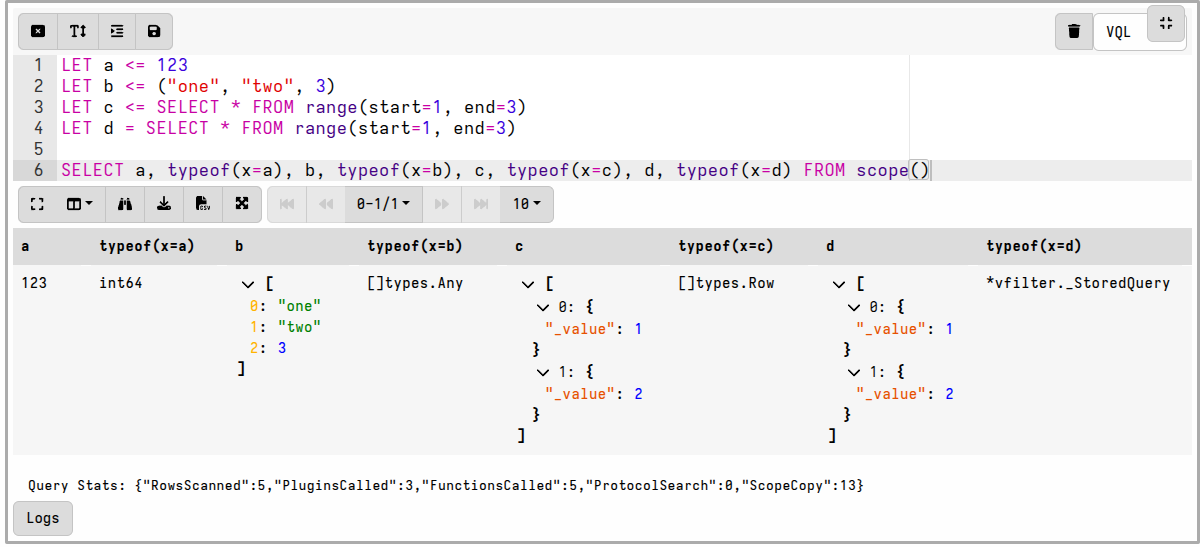 VQL
1 LET a <= 123
2 LET b <= ("one", "two", 3)
3 LET c <= SELECT * FROM range(start=1, end=3)
4 LET d = SELECT * FROM range(start=1, end=3)
5
6 SELECT a, typeof(x=a), b, typeof(x=b), c, typeof(x=c), d, typeof(x=d) FROM scope()
CSV 0-1/1 10
a typeof(x=a) b typeof(x=b) c typeof(x=c) d typeof(x=d)
123 int64 [ []types.Any [ []types.Row [ *vfilter._StoredQuery
0: "one" 0: { 0: {
1: "two" "_value": 1 "_value": 1
2: 3 } }
] 1: { 1: {
"_value": 2 "_value": 2
} }
] ]
Query Stats: {"RowsScanned":5,"PluginsCalled":3,"FunctionsCalled":5,"ProtocolSearch":0,"ScopeCopy":13}
Logs